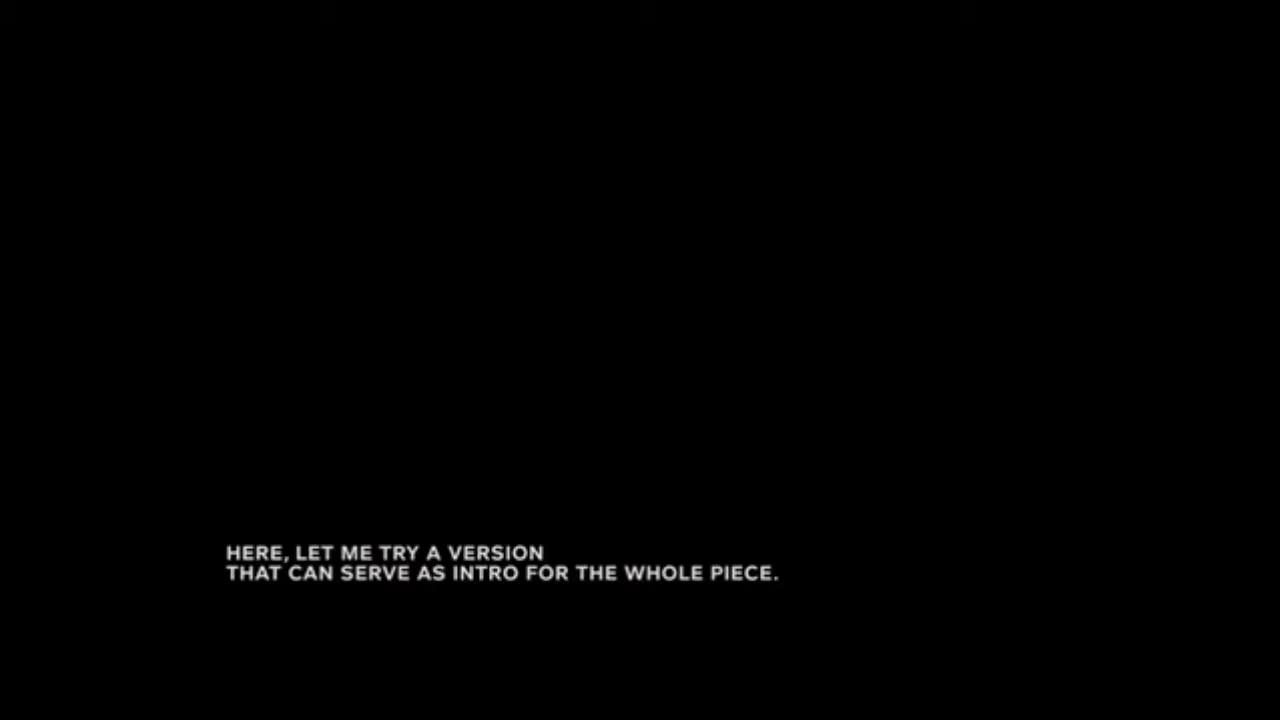 HERE, LET ME TRY A VERSION
THAT CAN SERVE AS INTRO FOR THE WHOLE PIECE.